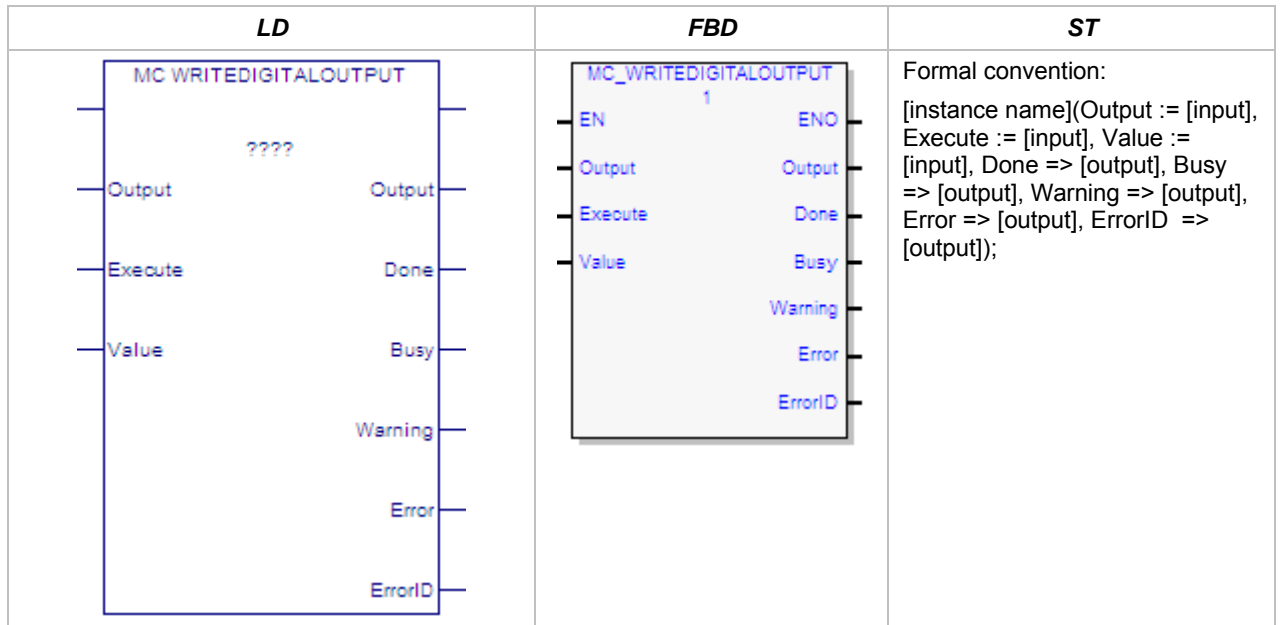 LD
FBD
ST
MC WRITEDIGITALOUTPUT
????
Output Output
Execute Done
Value Busy
Warning
Error
ErrorID
MC_WRITEDIGITALOUTPUT
1
EN ENO
Output Output
Execute Done
Value Busy
Warning
Error
ErrorID
Formal convention:
[instance name](Output := [input],
Execute := [input], Value :=
[input], Done => [output], Busy
=> [output], Warning => [output],
Error => [output], ErrorID =>
[output]);